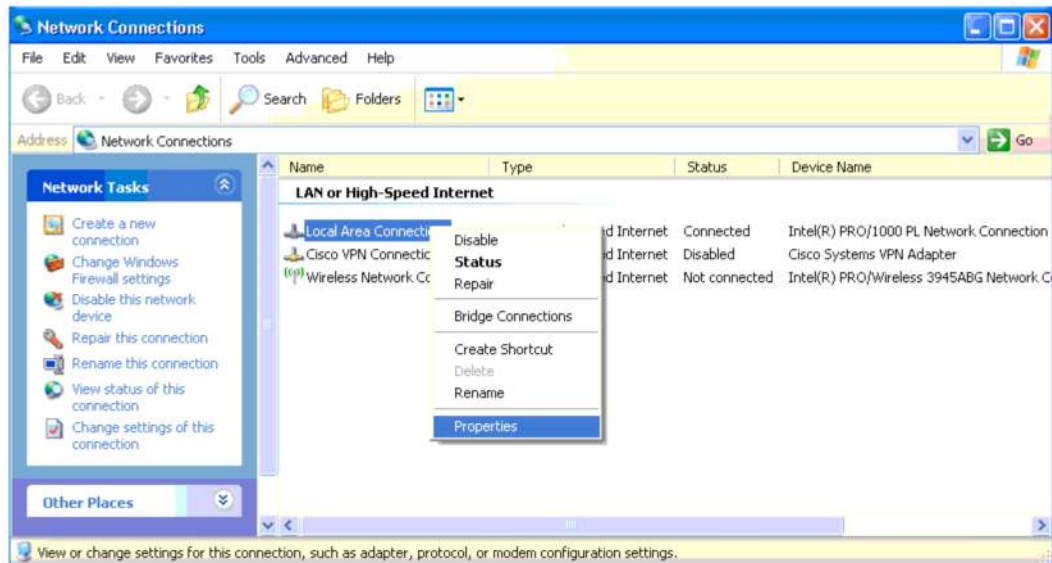 Network Connections
File Edit View Favorites Tools Advanced Help
Back Search Folders
Address Network Connections Go
Network Tasks
Create a new
connection
Change Windows
Firewall settings
Disable this network
device
Repair this connection
Rename this connection
View status of this
connection
Change settings of this
connection
Other Places
Name Type Status Device Name
LAN or High-Speed Internet
Local Area Connecti d Internet Connected Intel(R) PRO/1000 PL Network Connection
Cisco VPN Connectic d Internet Disabled Cisco Systems VPN Adapter
Wireless Network Co d Internet Not connected Intel(R) PRO/Wireless 3945ABG Network C
Disable
Status
Repair
Bridge Connections
Create Shortcut
Delete
Rename
Properties
View or change settings for this connection, such as adapter, protocol, or modem configuration settings.